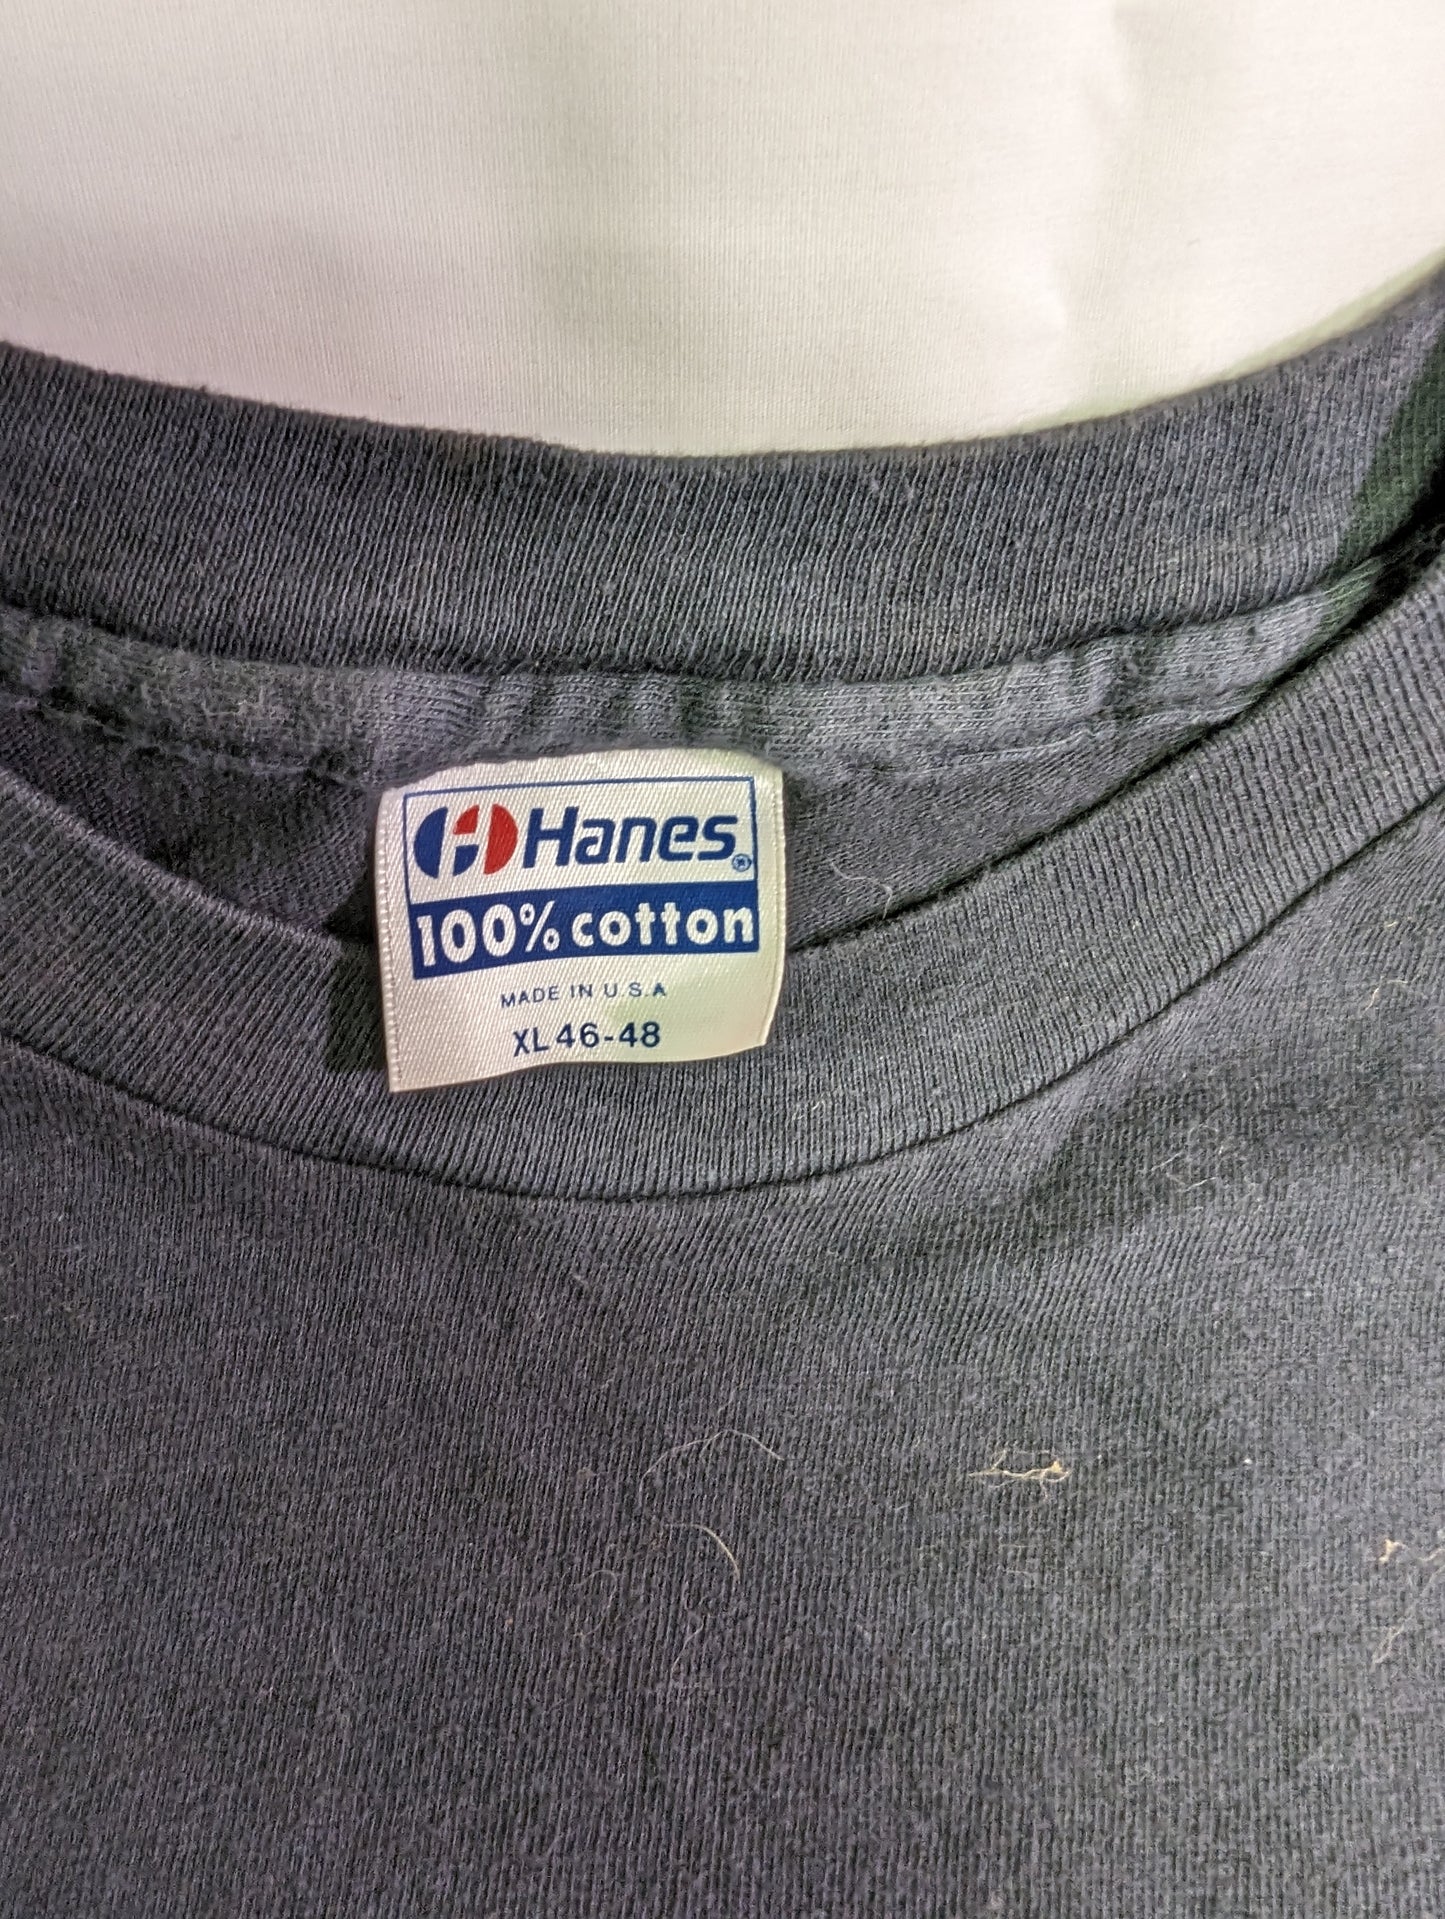 Hanes®
100% cotton
MADE IN U.S.A
XL 46-48